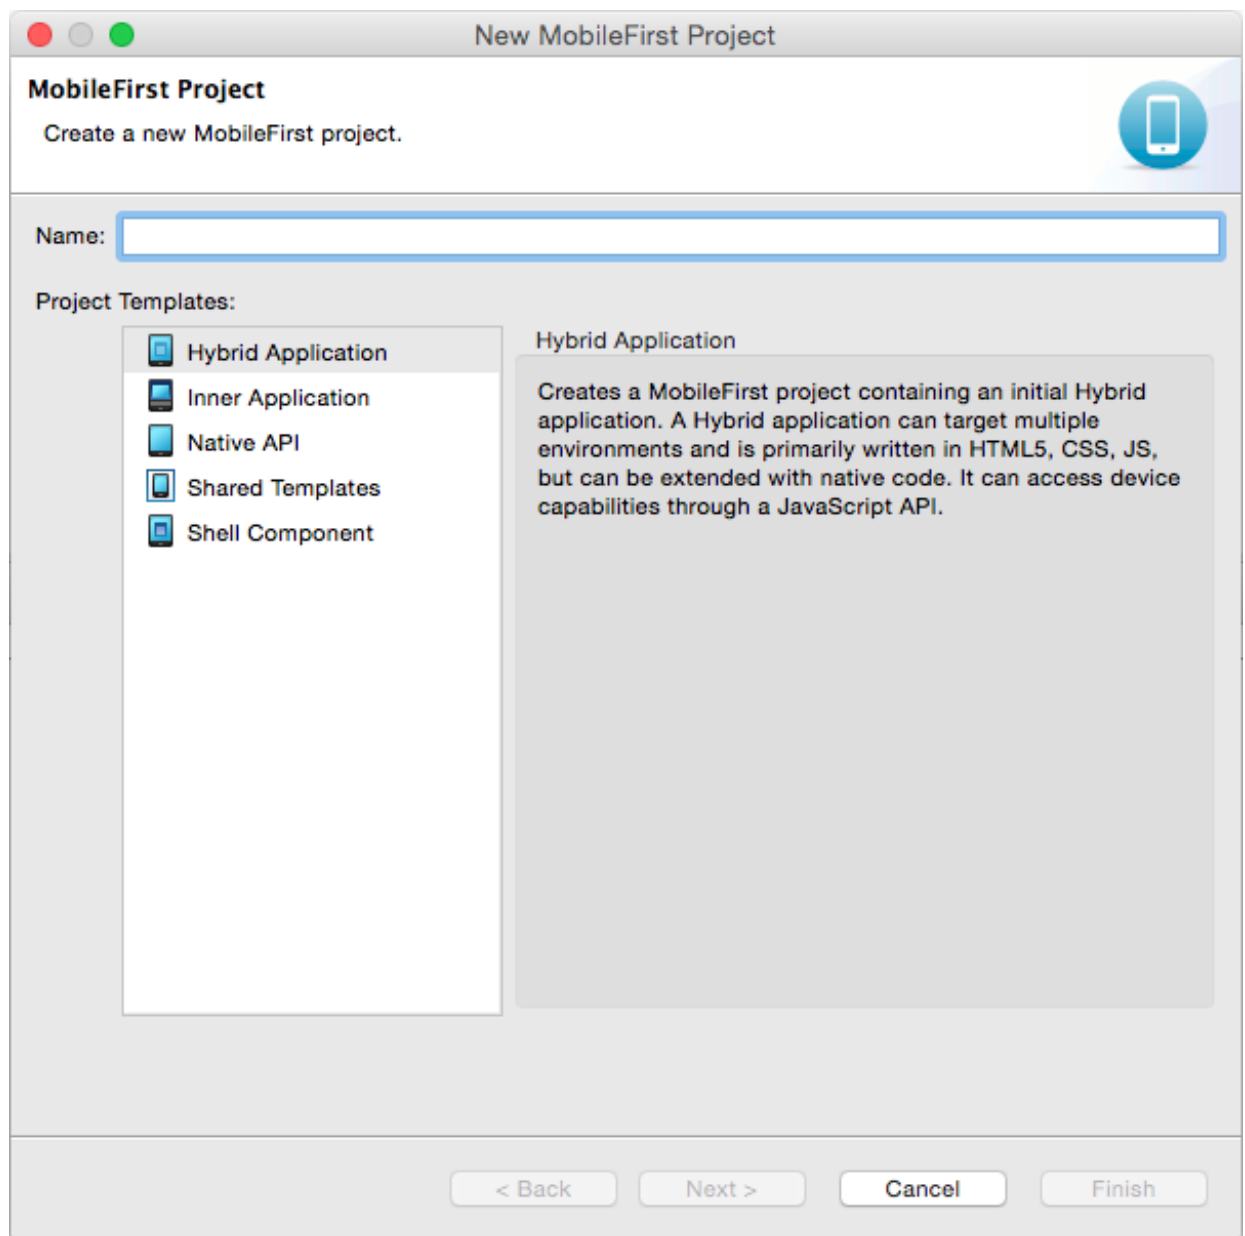 New MobileFirst Project
MobileFirst Project
Create a new MobileFirst project.
Name:
Project Templates:
Hybrid Application
Inner Application
Native API
Shared Templates
Shell Component
Hybrid Application
Creates a MobileFirst project containing an initial Hybrid
application. A Hybrid application can target multiple
environments and is primarily written in HTML5, CSS, JS,
but can be extended with native code. It can access device
capabilities through a JavaScript API.
< Back
Next >
Cancel
Finish